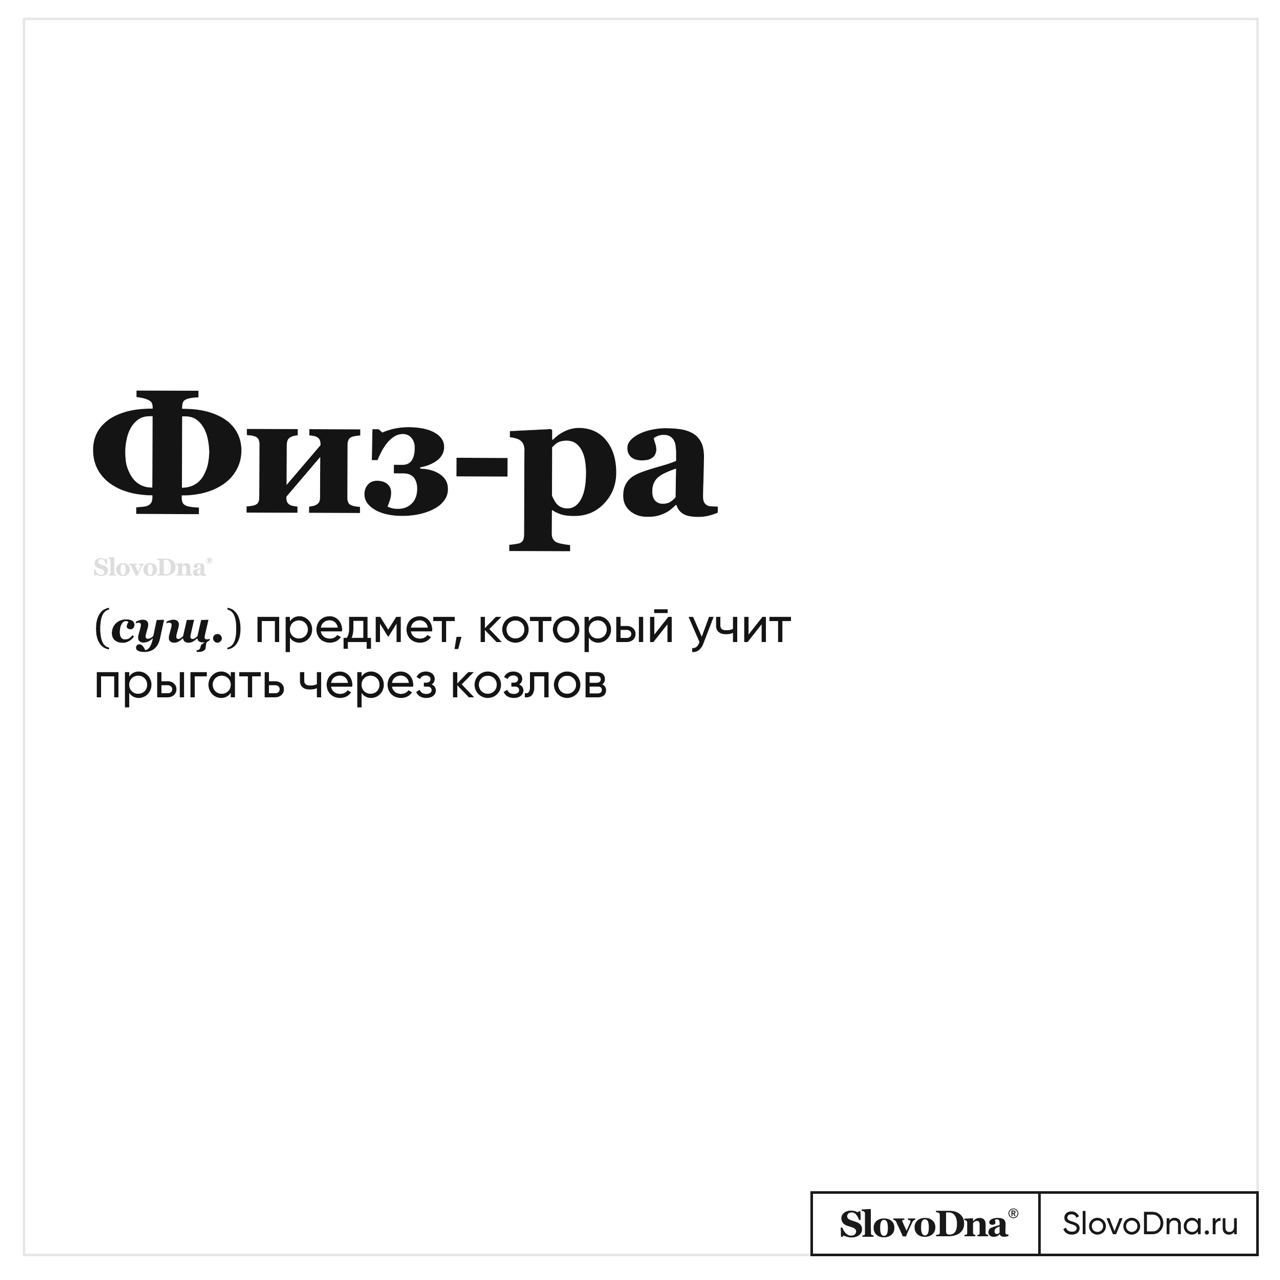 Физ-ра
SlovoDna®
(сущ.) предмет, который учит
прыгать через козлов
SlovoDna® SlovoDna.ru